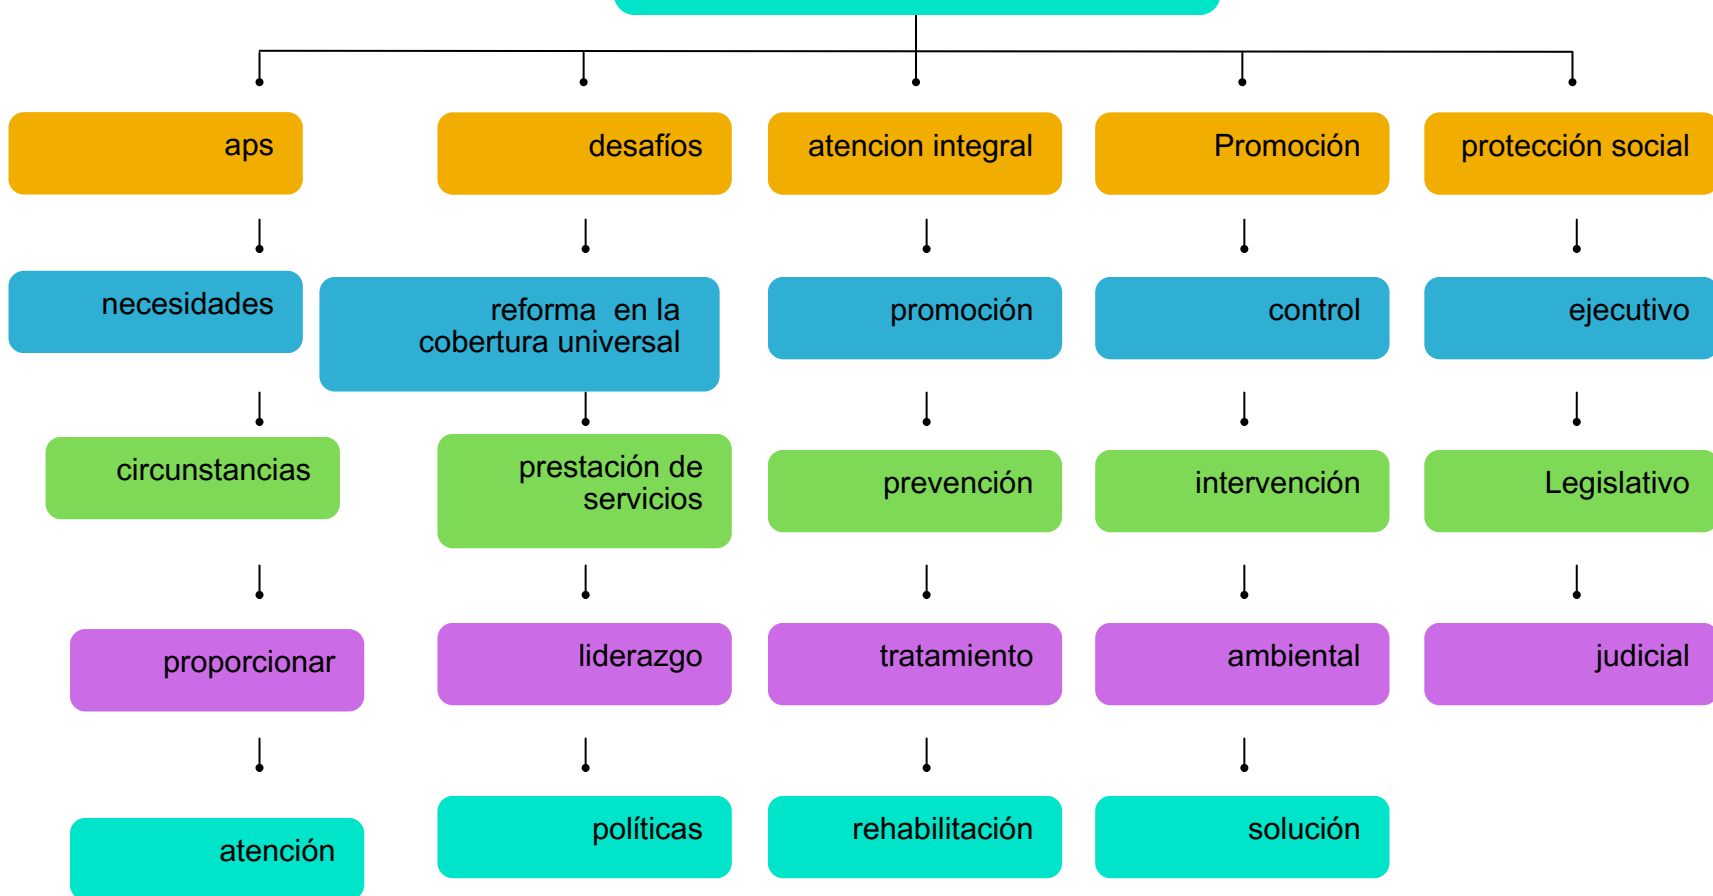 aps
desafíos
atencion integral
Promoción
protección social
necesidades
reforma  en la
cobertura universal
promoción
control
ejecutivo
circunstancias
prestación de
servicios
prevención
intervención
Legislativo
proporcionar
liderazgo
tratamiento
ambiental
judicial
atención
políticas
rehabilitación
solución